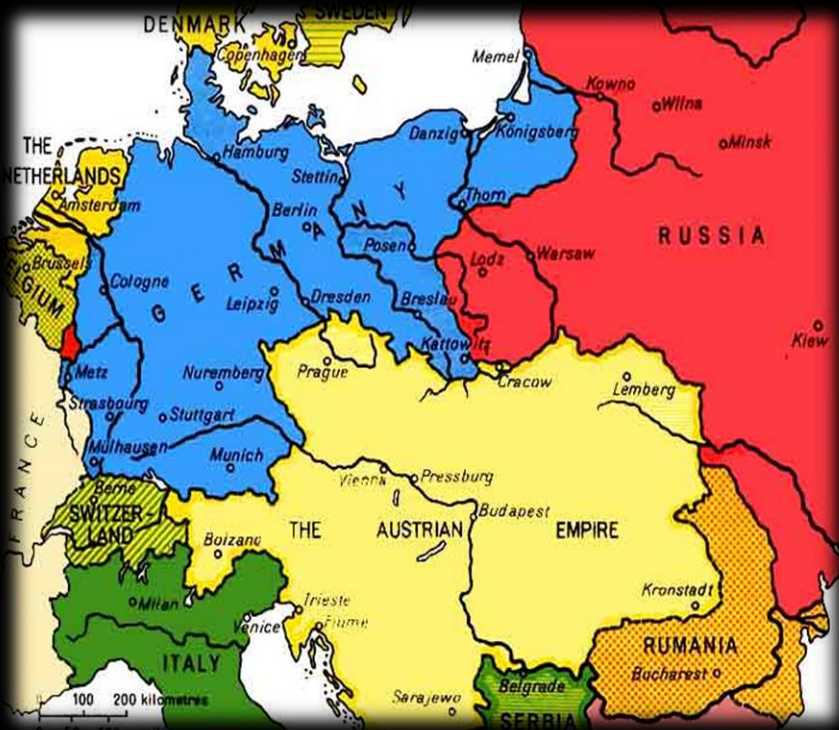 SWEDEN
DENMARK
Copenhagen
Memel
Kowno
Wilna
Minsk
Danzig
Königsberg
THE
NETHERLANDS
Amsterdam
Hamburg
Stettin
Thorn
Berlin
GERMANY
Posen
RUSSIA
Lodz
Warsaw
Brussels
ELGIUM
Cologne
Leipzig
Dresden
Breslau
Kiew
Kattowitz
Metz
Nuremberg
Prague
Cracow
Lemberg
Strasbourg
Stuttgart
FRANCE
Mülhausen
Munich
Vienna
Pressburg
Berne
SWITZER-
LAND
Budapest
Bolzano
THE AUSTRIAN EMPIRE
Milan
Trieste
Kronstadt
Venice
Fiume
ITALY
RUMANIA
Bucharest
100 200 kilometres
Sarajewo
Belgrade
SERBIA